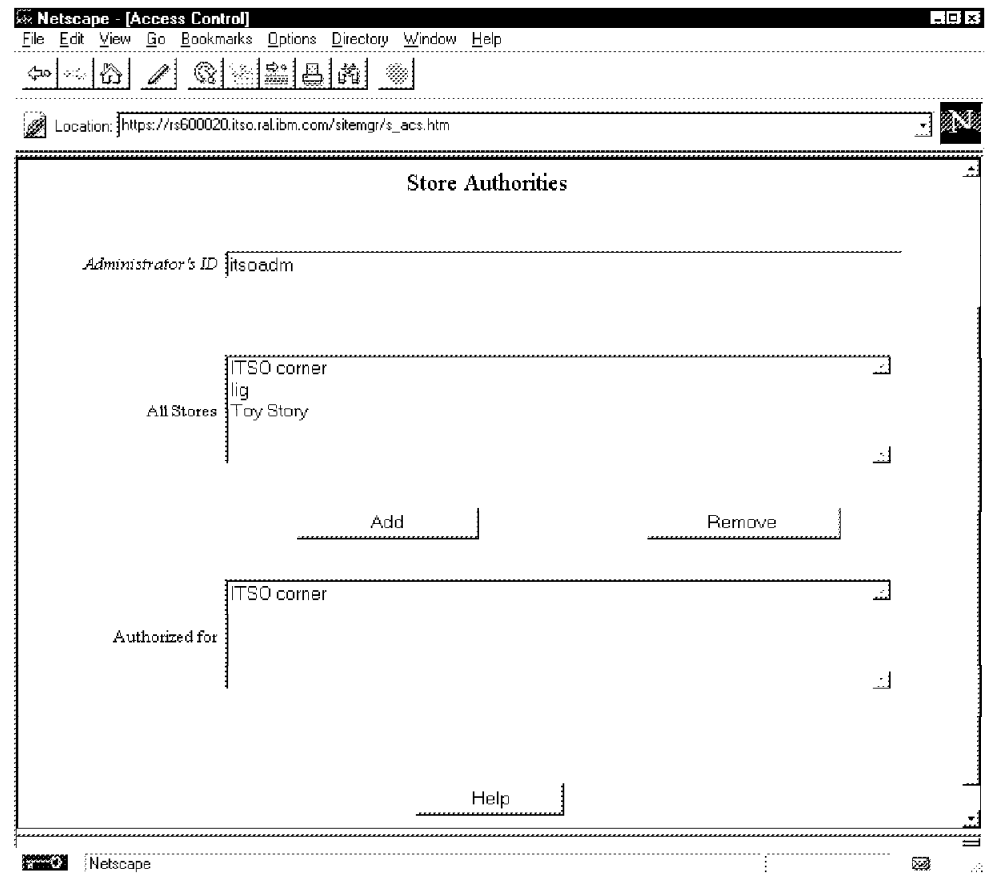 Netscape - [Access Control]
File Edit View Go Bookmarks Options Directory Window Help
Location: https://rs600020.itso.ral.ibm.com/sitemgr/s_acs.htm
N
Store Authorities
Administrator's ID itsoadm
ITSO corner
lig
All Stores Toy Story
Add Remove
ITSO corner
Authorized for
Help
Netscape